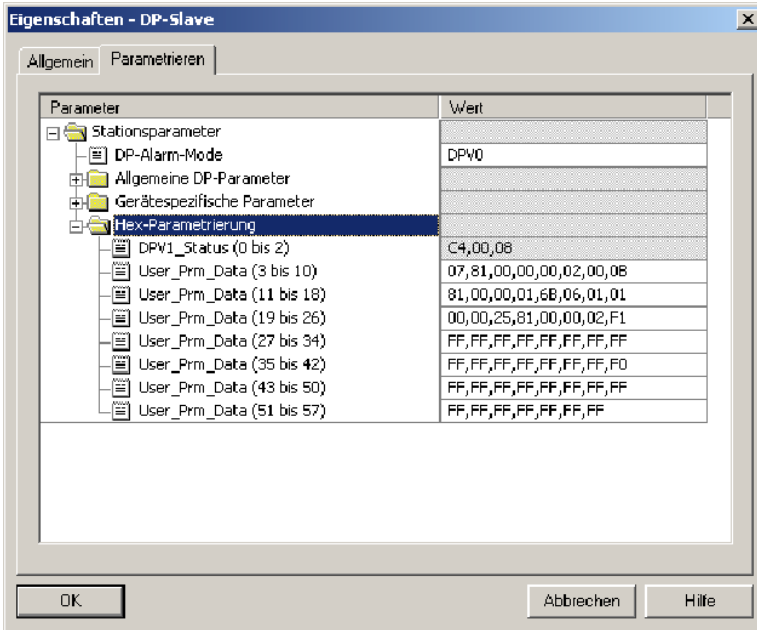 Eigenschaften - DP-Slave
Allgemein Parametrieren
Parameter Wert
Stationsparameter
DP-Alarm-Mode DPV0
Allgemeine DP-Parameter
Gerätespezifische Parameter
Hex-Parametrierung
DPV1_Status (0 bis 2) C4,00,08
User_Prm_Data (3 bis 10) 07,81,00,00,00,02,00,0B
User_Prm_Data (11 bis 18) 81,00,00,01,6B,06,01,01
User_Prm_Data (19 bis 26) 00,00,25,81,00,00,02,F1
User_Prm_Data (27 bis 34) FF,FF,FF,FF,FF,FF,FF,FF
User_Prm_Data (35 bis 42) FF,FF,FF,FF,FF,FF,FF,F0
User_Prm_Data (43 bis 50) FF,FF,FF,FF,FF,FF,FF,FF
User_Prm_Data (51 bis 57) FF,FF,FF,FF,FF,FF,FF
OK Abbrechen Hilfe